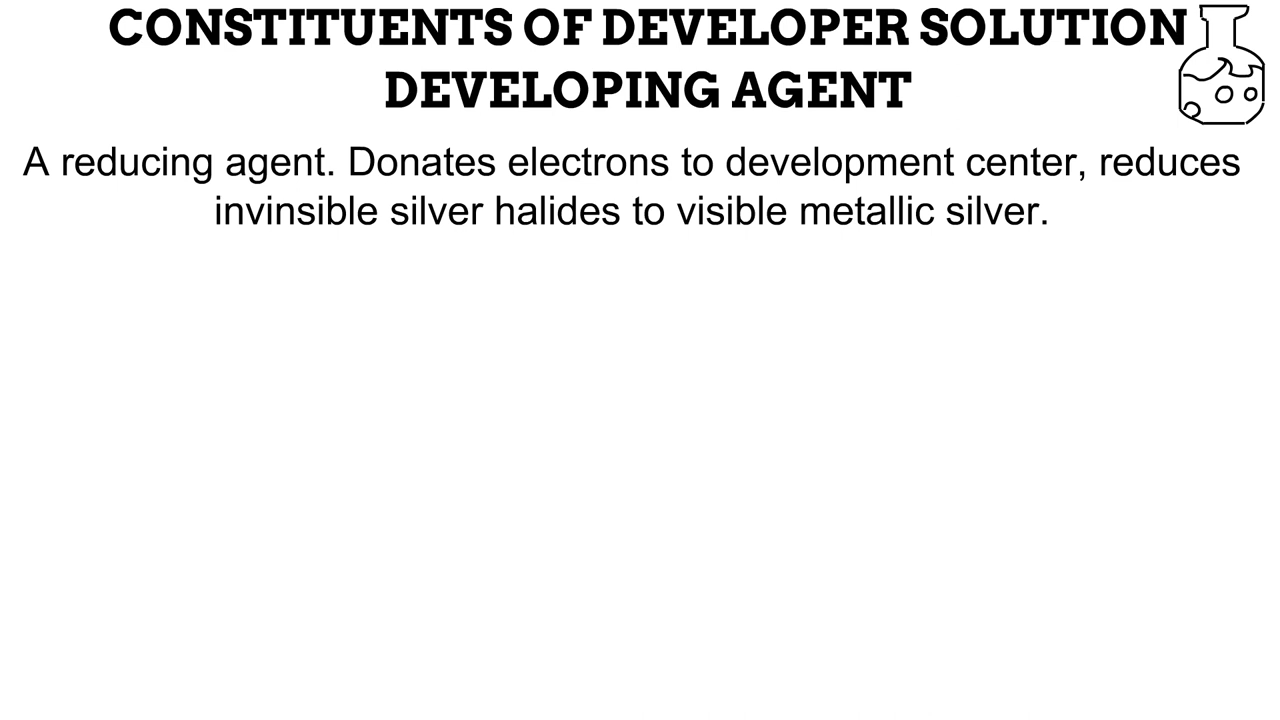 CONSTITUENTS OF DEVELOPER SOLUTION
DEVELOPING AGENT
A reducing agent. Donates electrons to development center, reduces
invinsible silver halides to visible metallic silver.